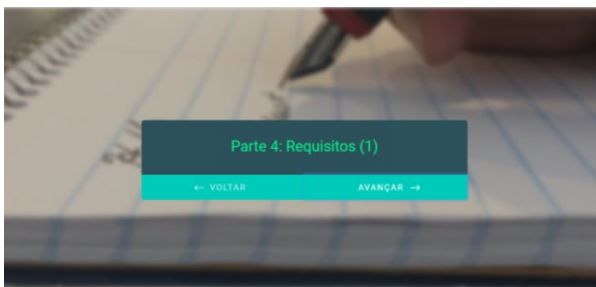 Parte 4: Requisitos (1)
← VOLTAR
AVANÇAR →